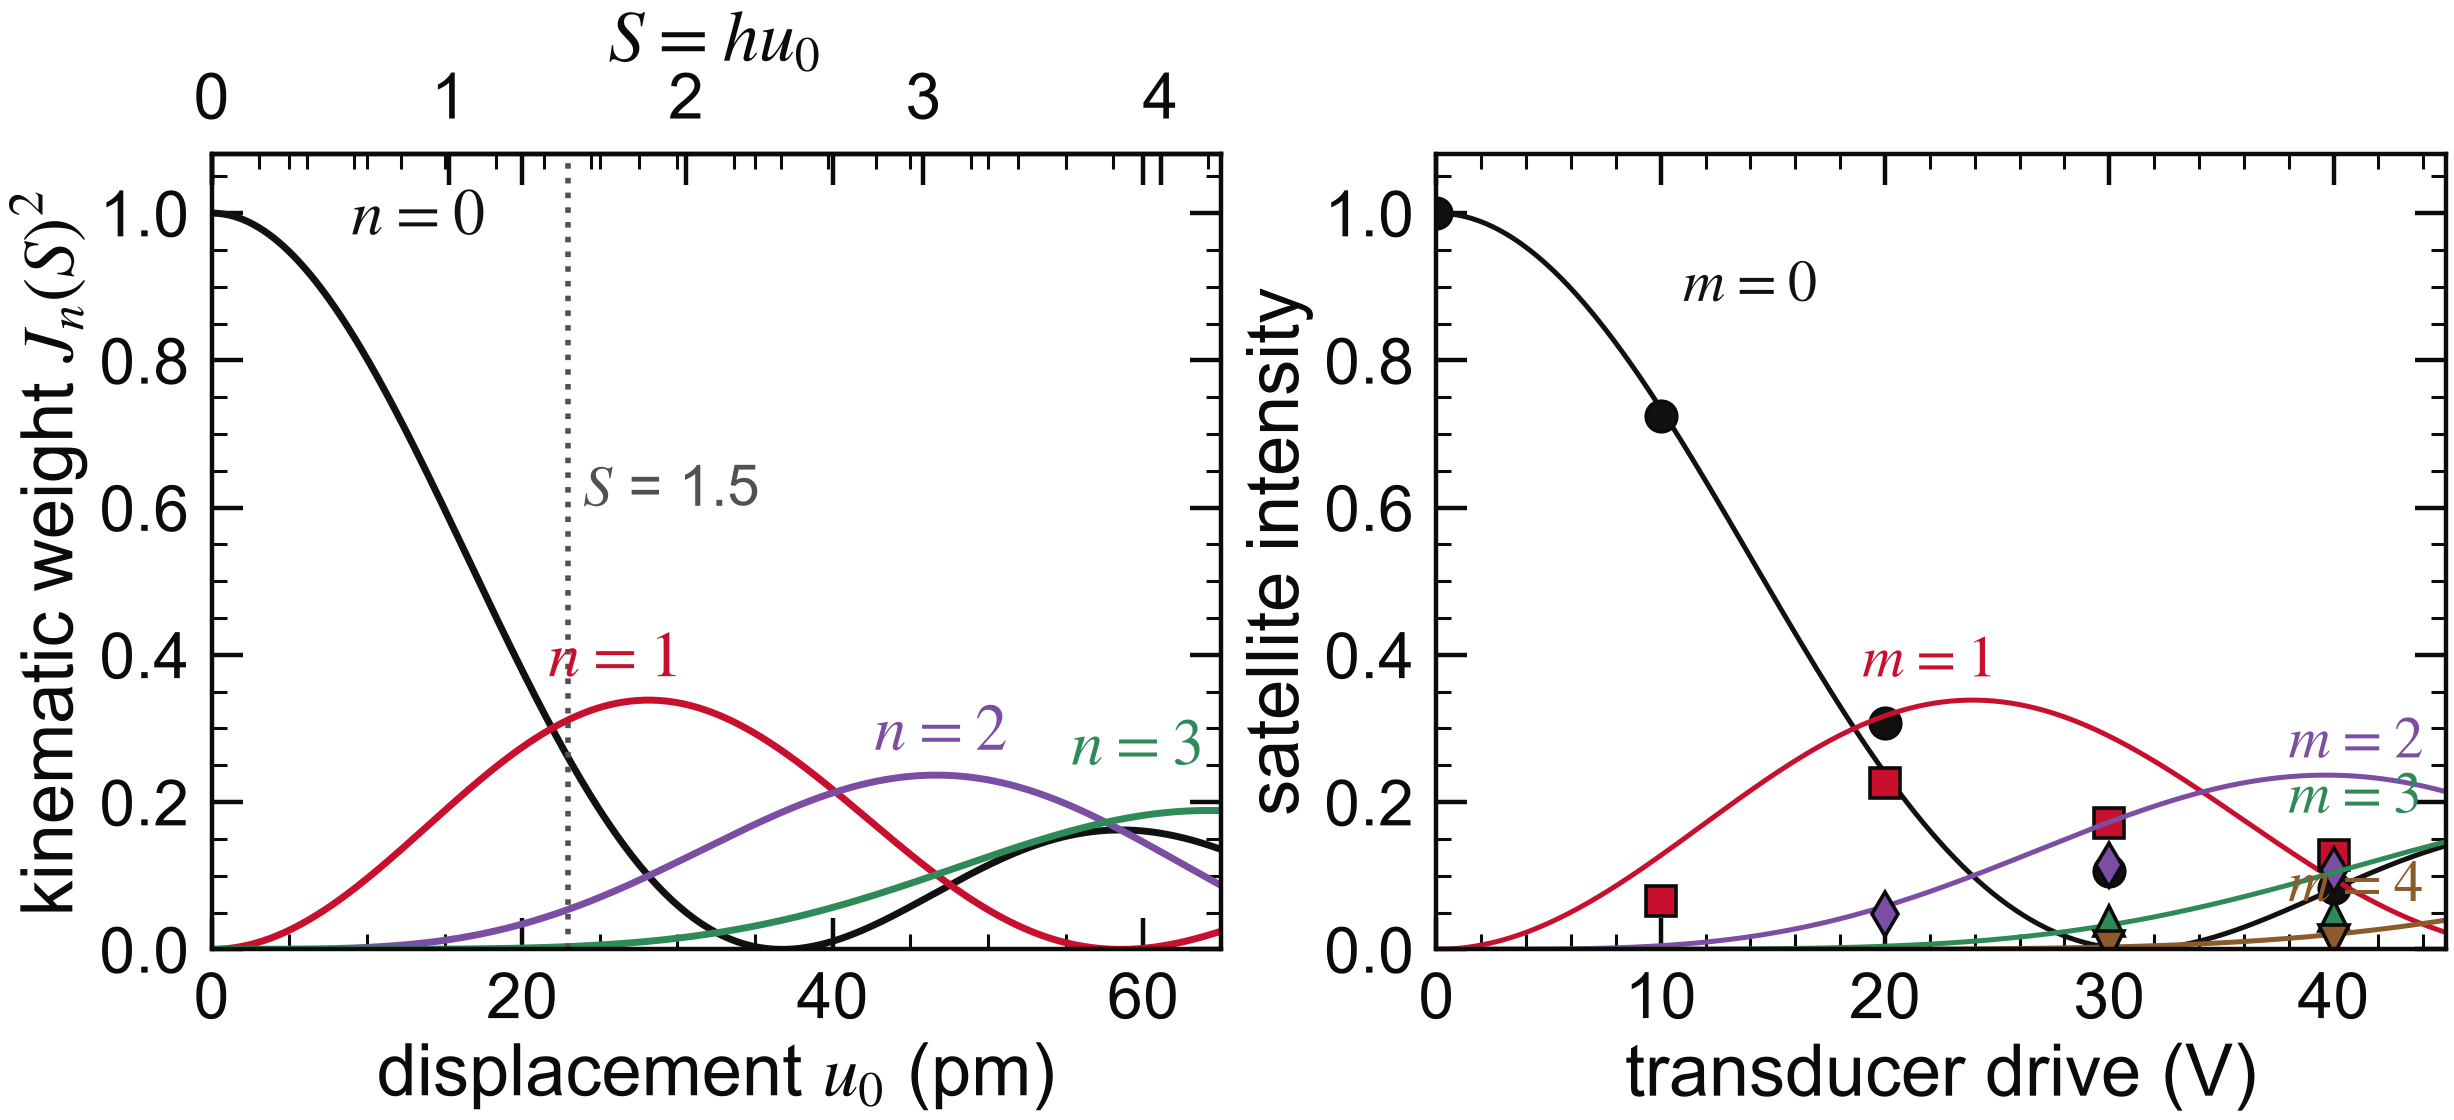 S = hu₀
0 1 2 3 4
kinematic weight Jₙ(S)²
1.0
0.8
0.6
0.4
0.2
0.0
n = 0
S = 1.5
n = 1
n = 2
n = 3
0 20 40 60
displacement u₀ (pm)
satellite intensity
1.0
0.8
0.6
0.4
0.2
0.0
m = 0
m = 1
m = 2
m = 3
m = 4
0 10 20 30 40
transducer drive (V)